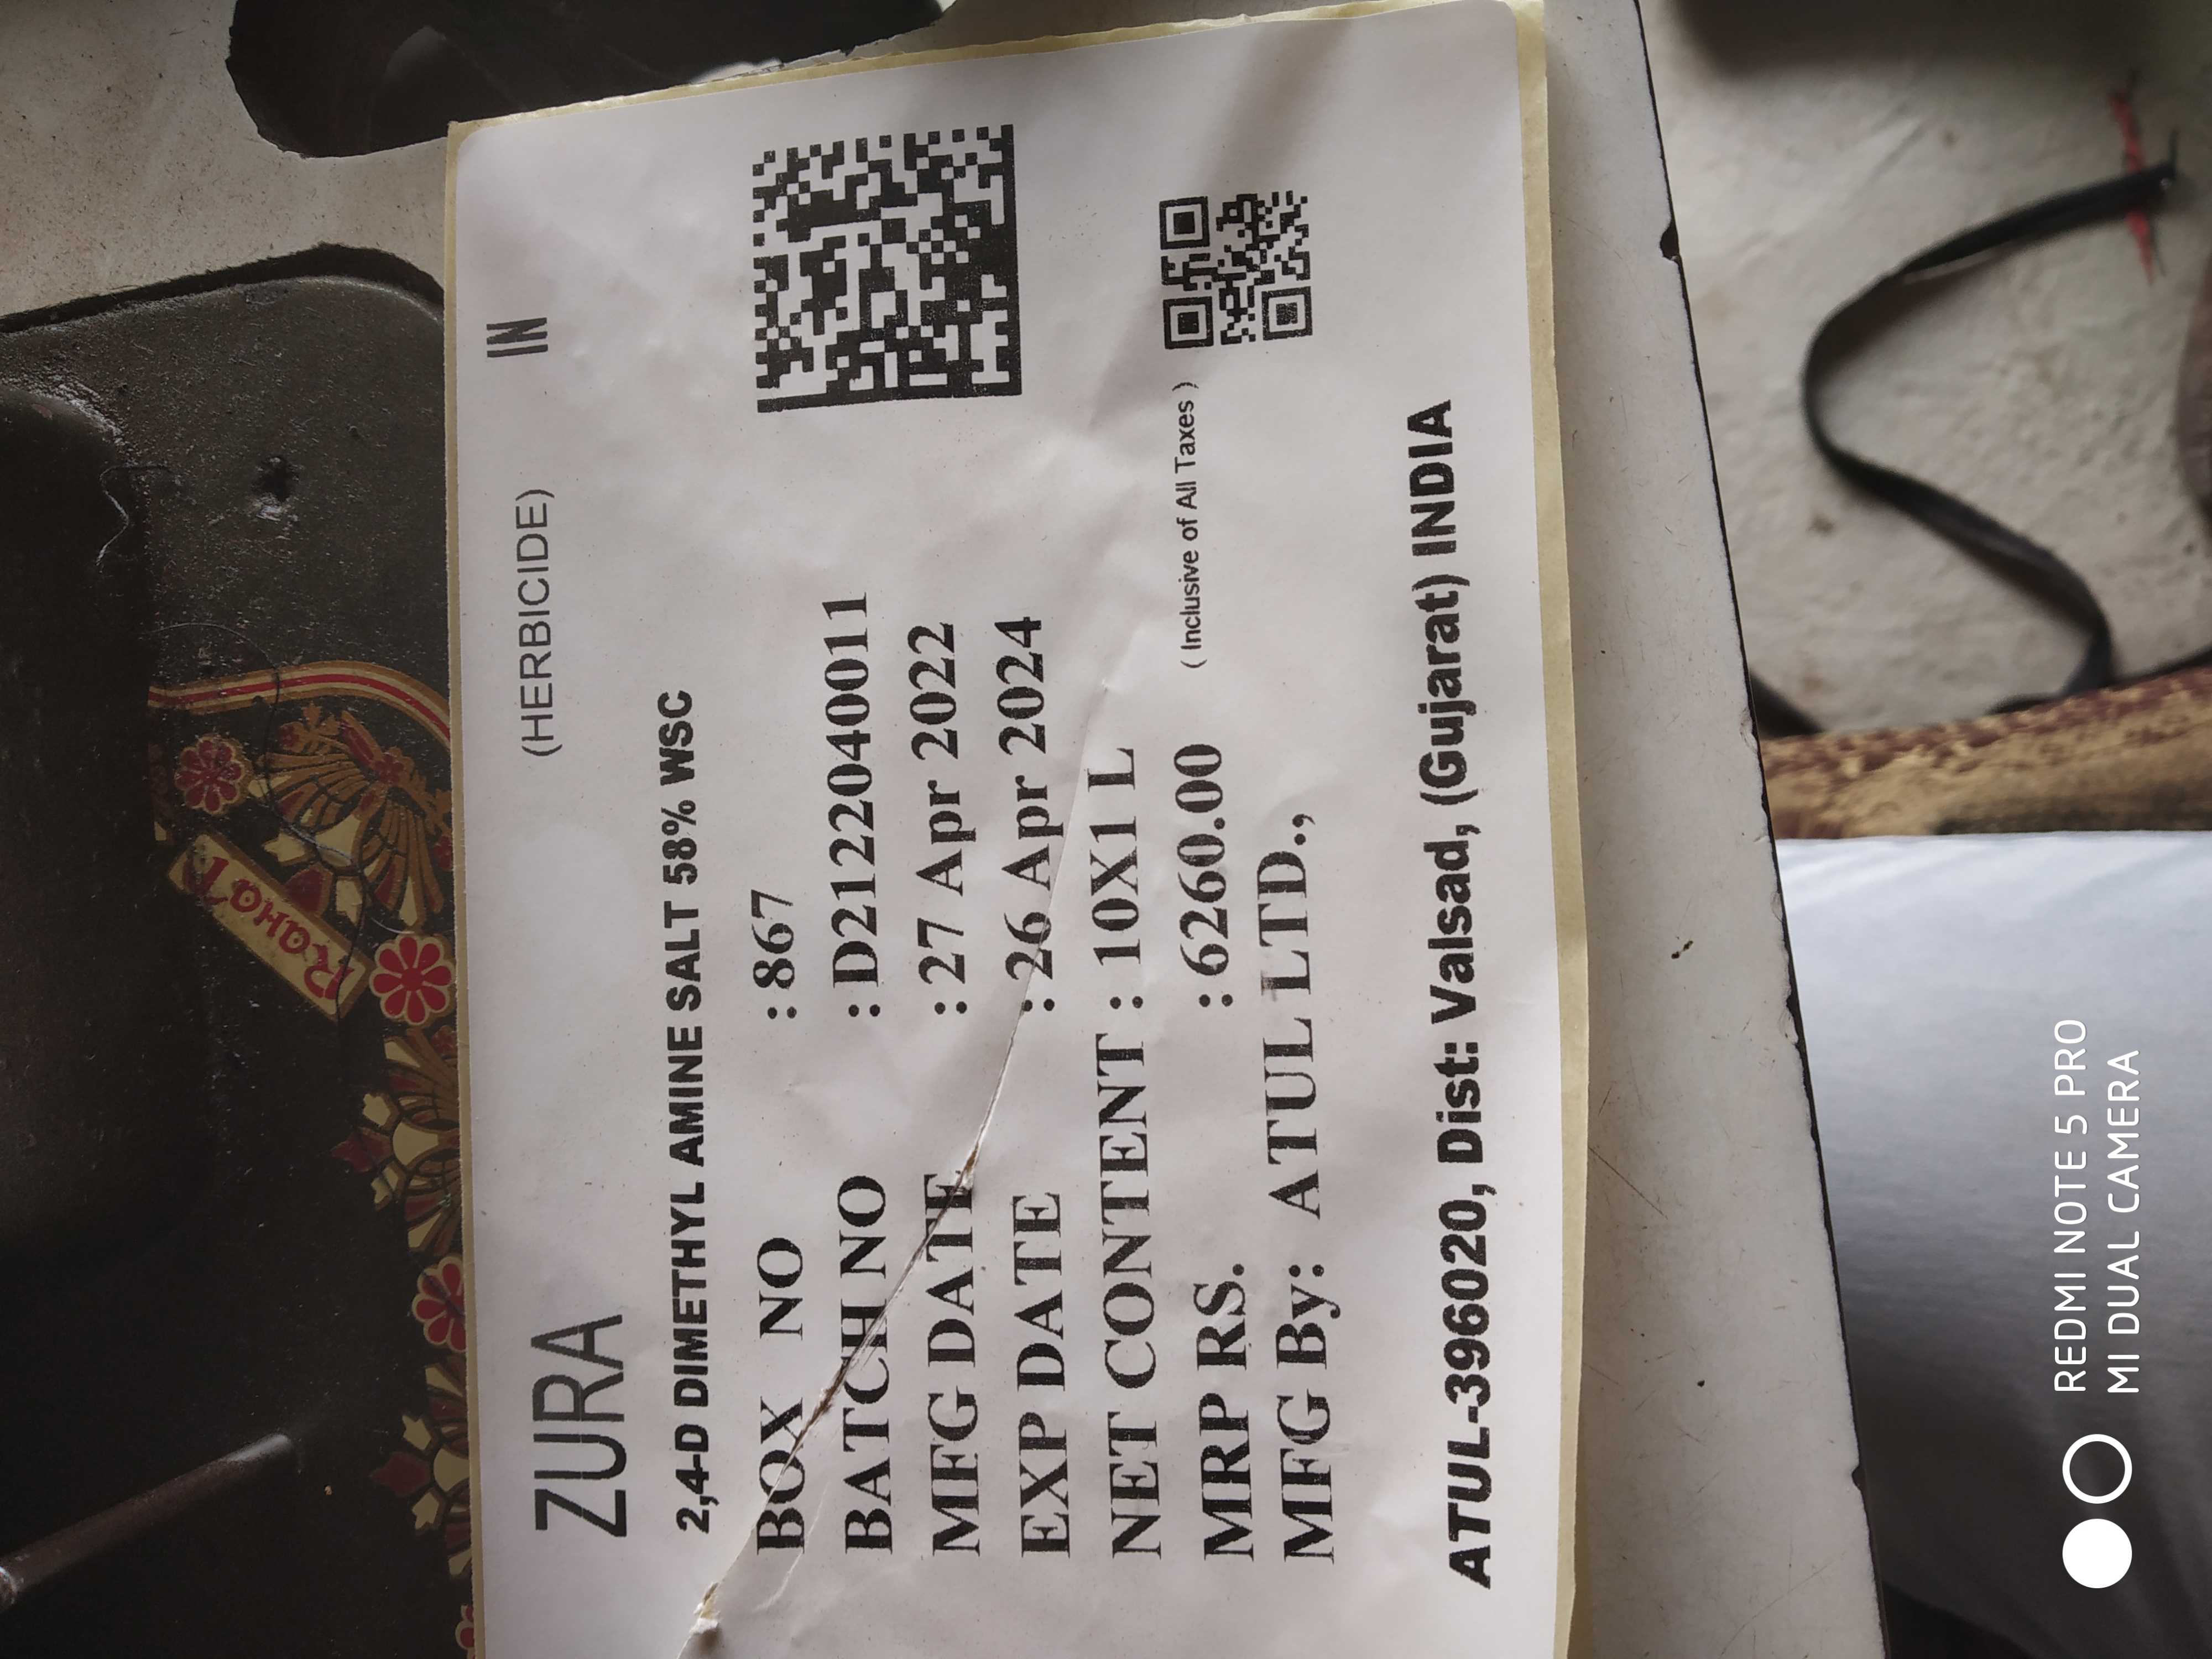 ZURA (HERBICIDE) IN
2,4-D DIMETHYL AMINE SALT 58% WSC
BOX NO : 867
BATCH NO : D2122040011
MFG DATE : 27 Apr 2022
EXP DATE : 26 Apr 2024
NET CONTENT : 10X1 L
MRP RS. : 6260.00 ( Inclusive of All Taxes )
MFG By: ATUL LTD.,
ATUL-396020, Dist: Valsad, (Gujarat) INDIA
REDMI NOTE 5 PRO
MI DUAL CAMERA